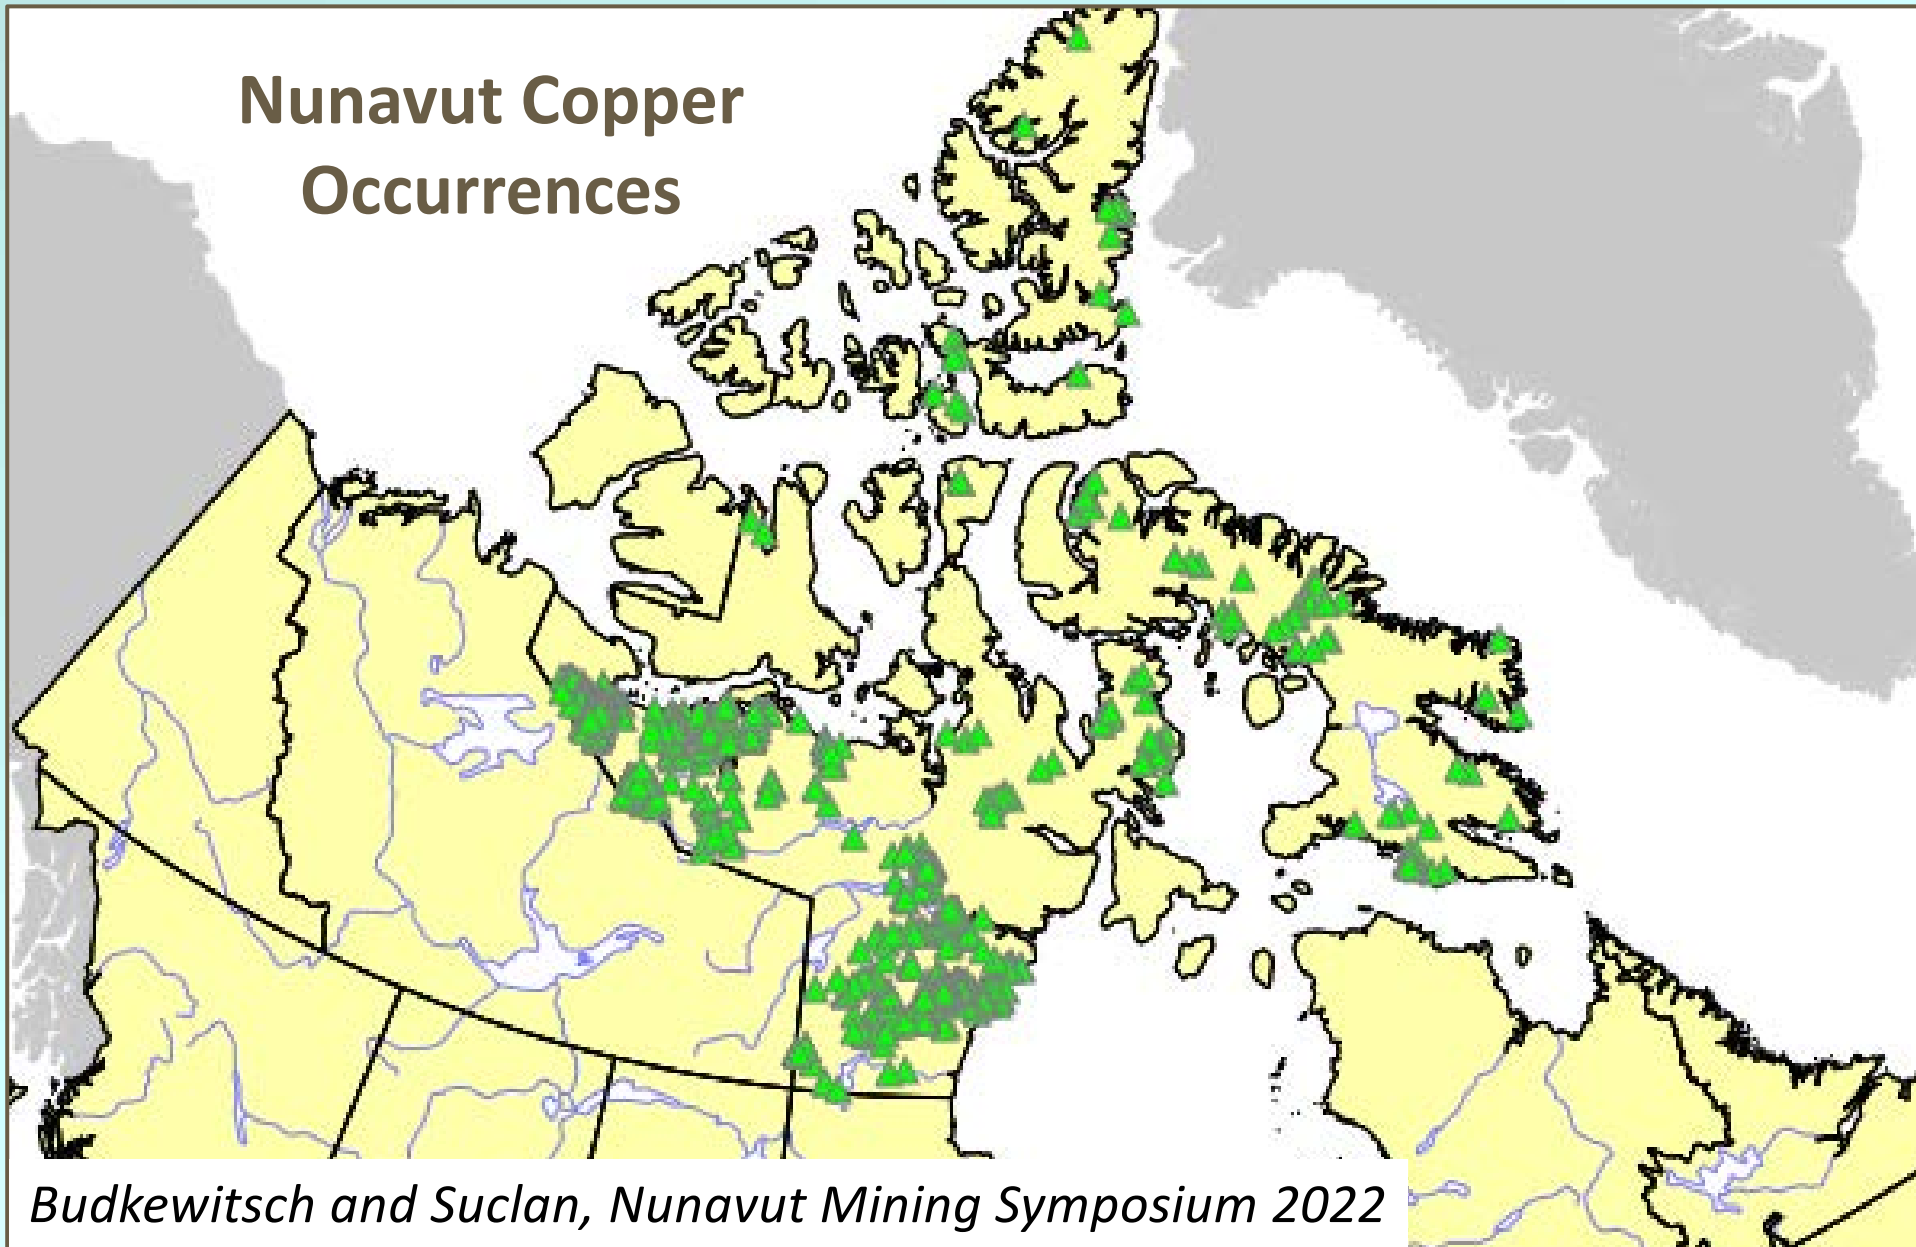 Nunavut Copper
Occurrences
Budkewitsch and Suclan, Nunavut Mining Symposium 2022